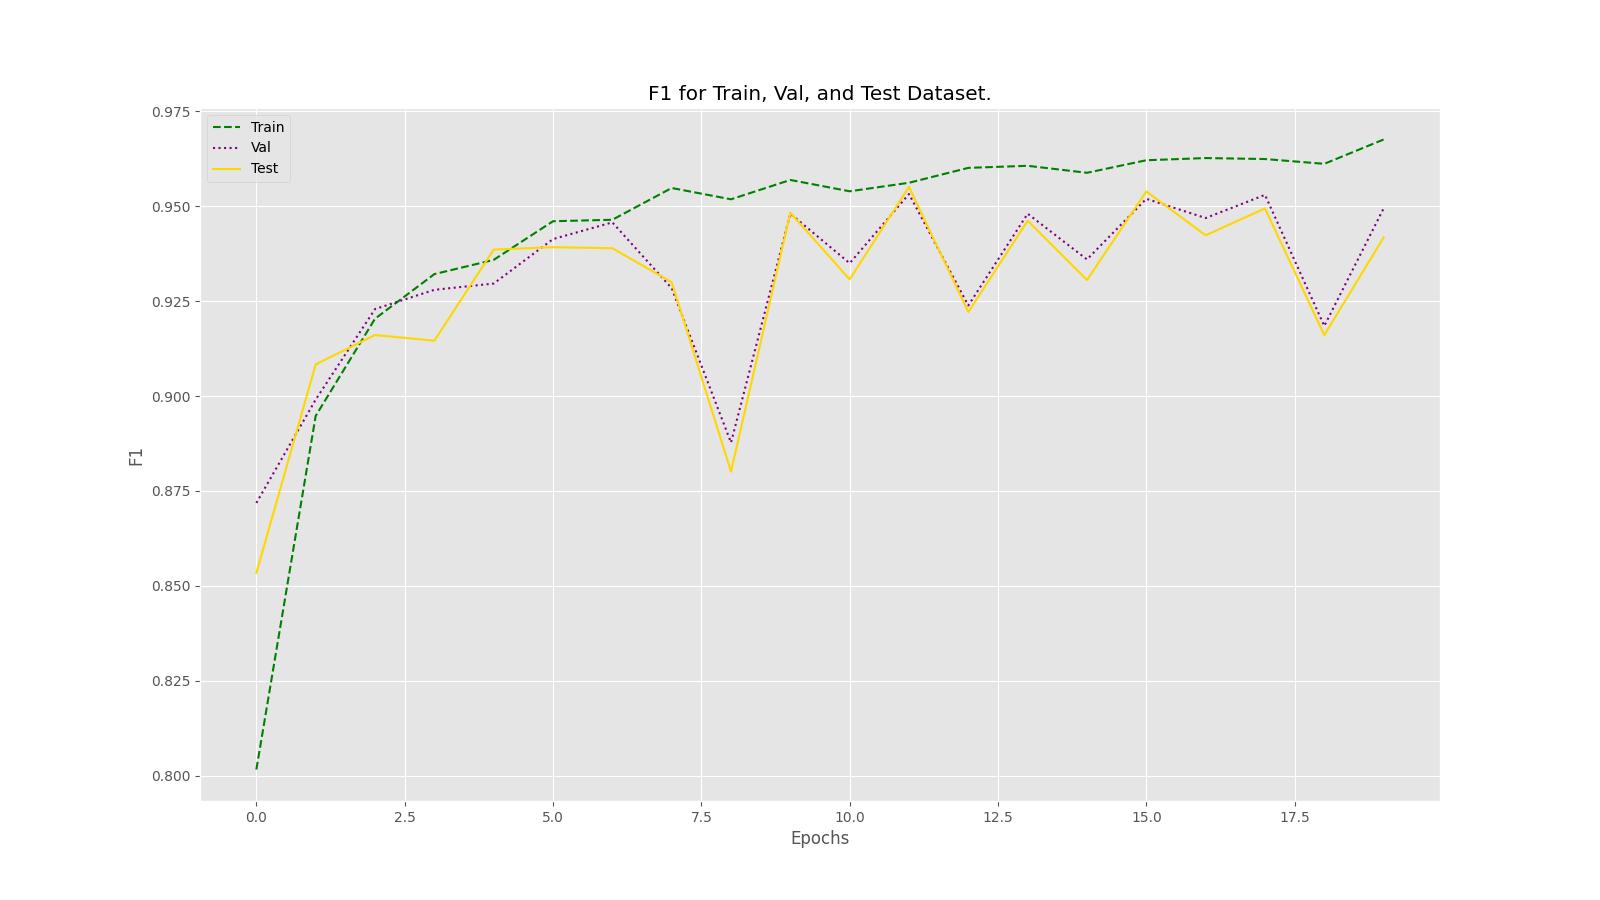 F1 for Train, Val, and Test Dataset.
Train
Val
Test
0.975
0.950
0.925
0.900
0.875
0.850
0.825
0.800
F1
0.0 2.5 5.0 7.5 10.0 12.5 15.0 17.5
Epochs